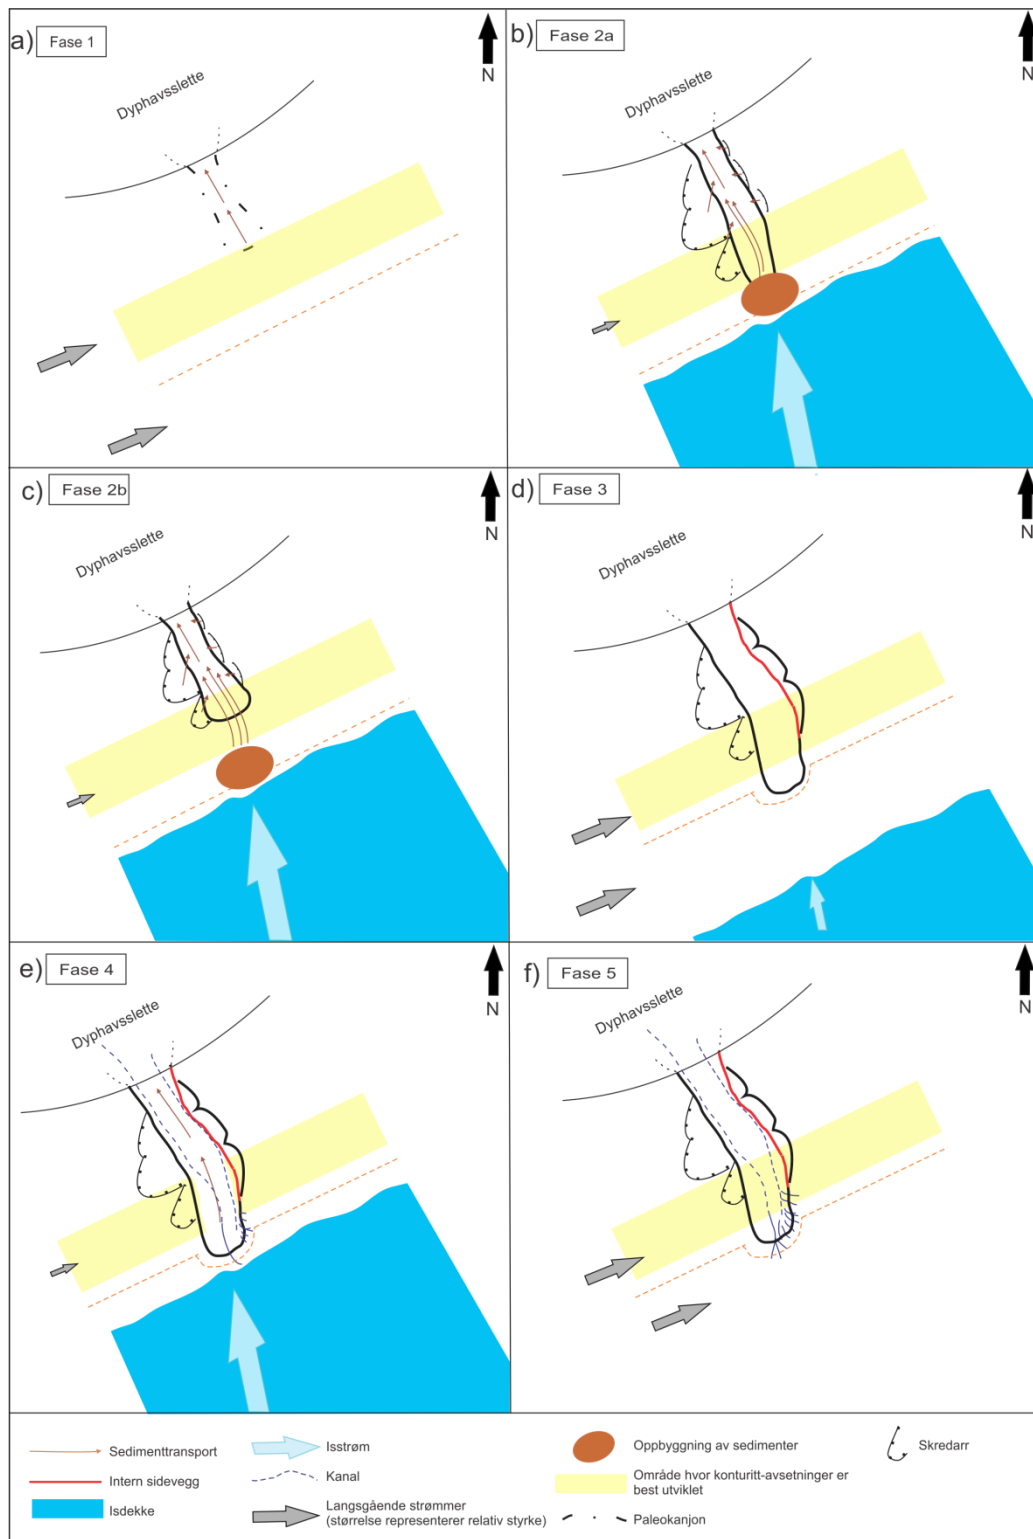 a) Fase 1
N
Dyphavsslette
b) Fase 2a
N
Dyphavsslette
c) Fase 2b
N
Dyphavsslette
d) Fase 3
N
Dyphavsslette
e) Fase 4
N
Dyphavsslette
f) Fase 5
N
Dyphavsslette
Sedimenttransport
Intern sidevegg
Isdekke
Isstrøm
Kanal
Langsgående strømmer
(størrelse representerer relativ styrke)
Oppbyggning av sedimenter
Område hvor konturitt-avsetninger er
best utviklet
Paleokanjon
Skredarr